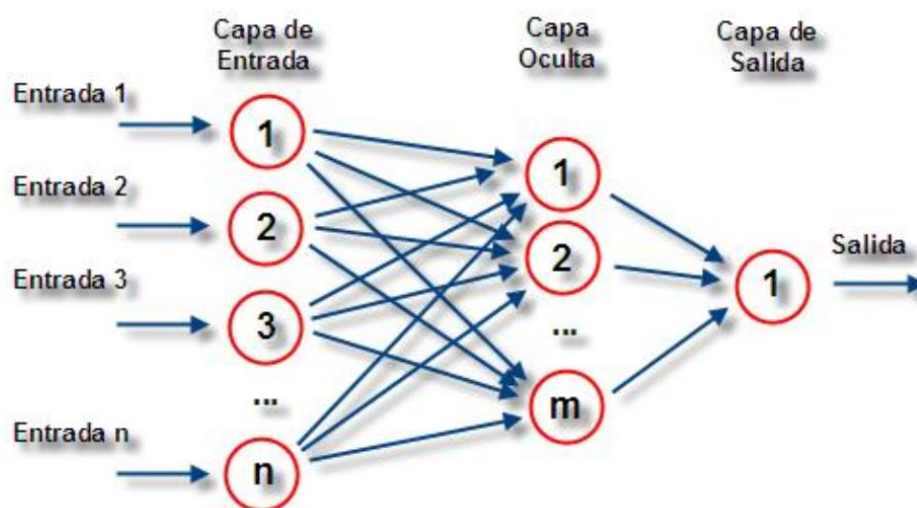 Capa de
Entrada
Capa
Oculta
Capa de
Salida
Entrada 1
1
Entrada 2
2
Entrada 3
3
...
Entrada n
n
1
2
...
m
1
Salida